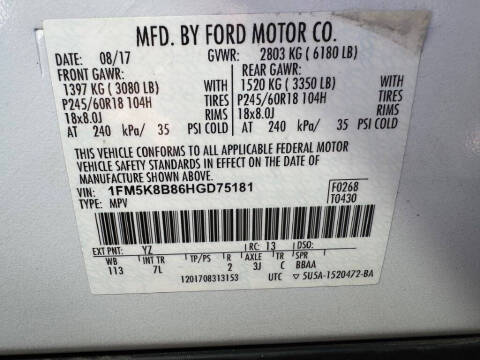 MFD. BY FORD MOTOR CO.
DATE: 08/17 GVWR: 2803 KG ( 6180 LB)
FRONT GAWR: REAR GAWR:
1397 KG ( 3080 LB) WITH 1520 KG ( 3350 LB) WITH
P245/60R18 104H TIRES P245/60R18 104H TIRES
18x8.0J RIMS 18x8.0J RIMS
AT 240 kPa/ 35 PSI COLD AT 240 kPa/ 35 PSI COLD
THIS VEHICLE CONFORMS TO ALL APPLICABLE FEDERAL MOTOR
VEHICLE SAFETY STANDARDS IN EFFECT ON THE DATE OF MANUFACTURE
SHOWN ABOVE.
VIN: 1FM5K8B86HGD75181 F0268
TYPE: MPV T0430
EXT PNT: YZ RC: 13 DSO:
WB INT TR TP/PS R AXLE TR SPR
113 7L 2 3J C BBAA
1201708313153 UTC ▽ 5U5A-1520472-BA